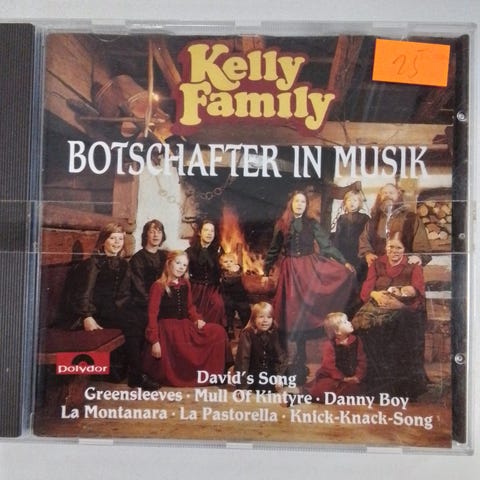 Kelly
Family
25
BOTSCHAFTER IN MUSIK
Polydor
David's Song
Greensleeves · Mull Of Kintyre · Danny Boy
La Montanara · La Pastorella · Knick-Knack-Song